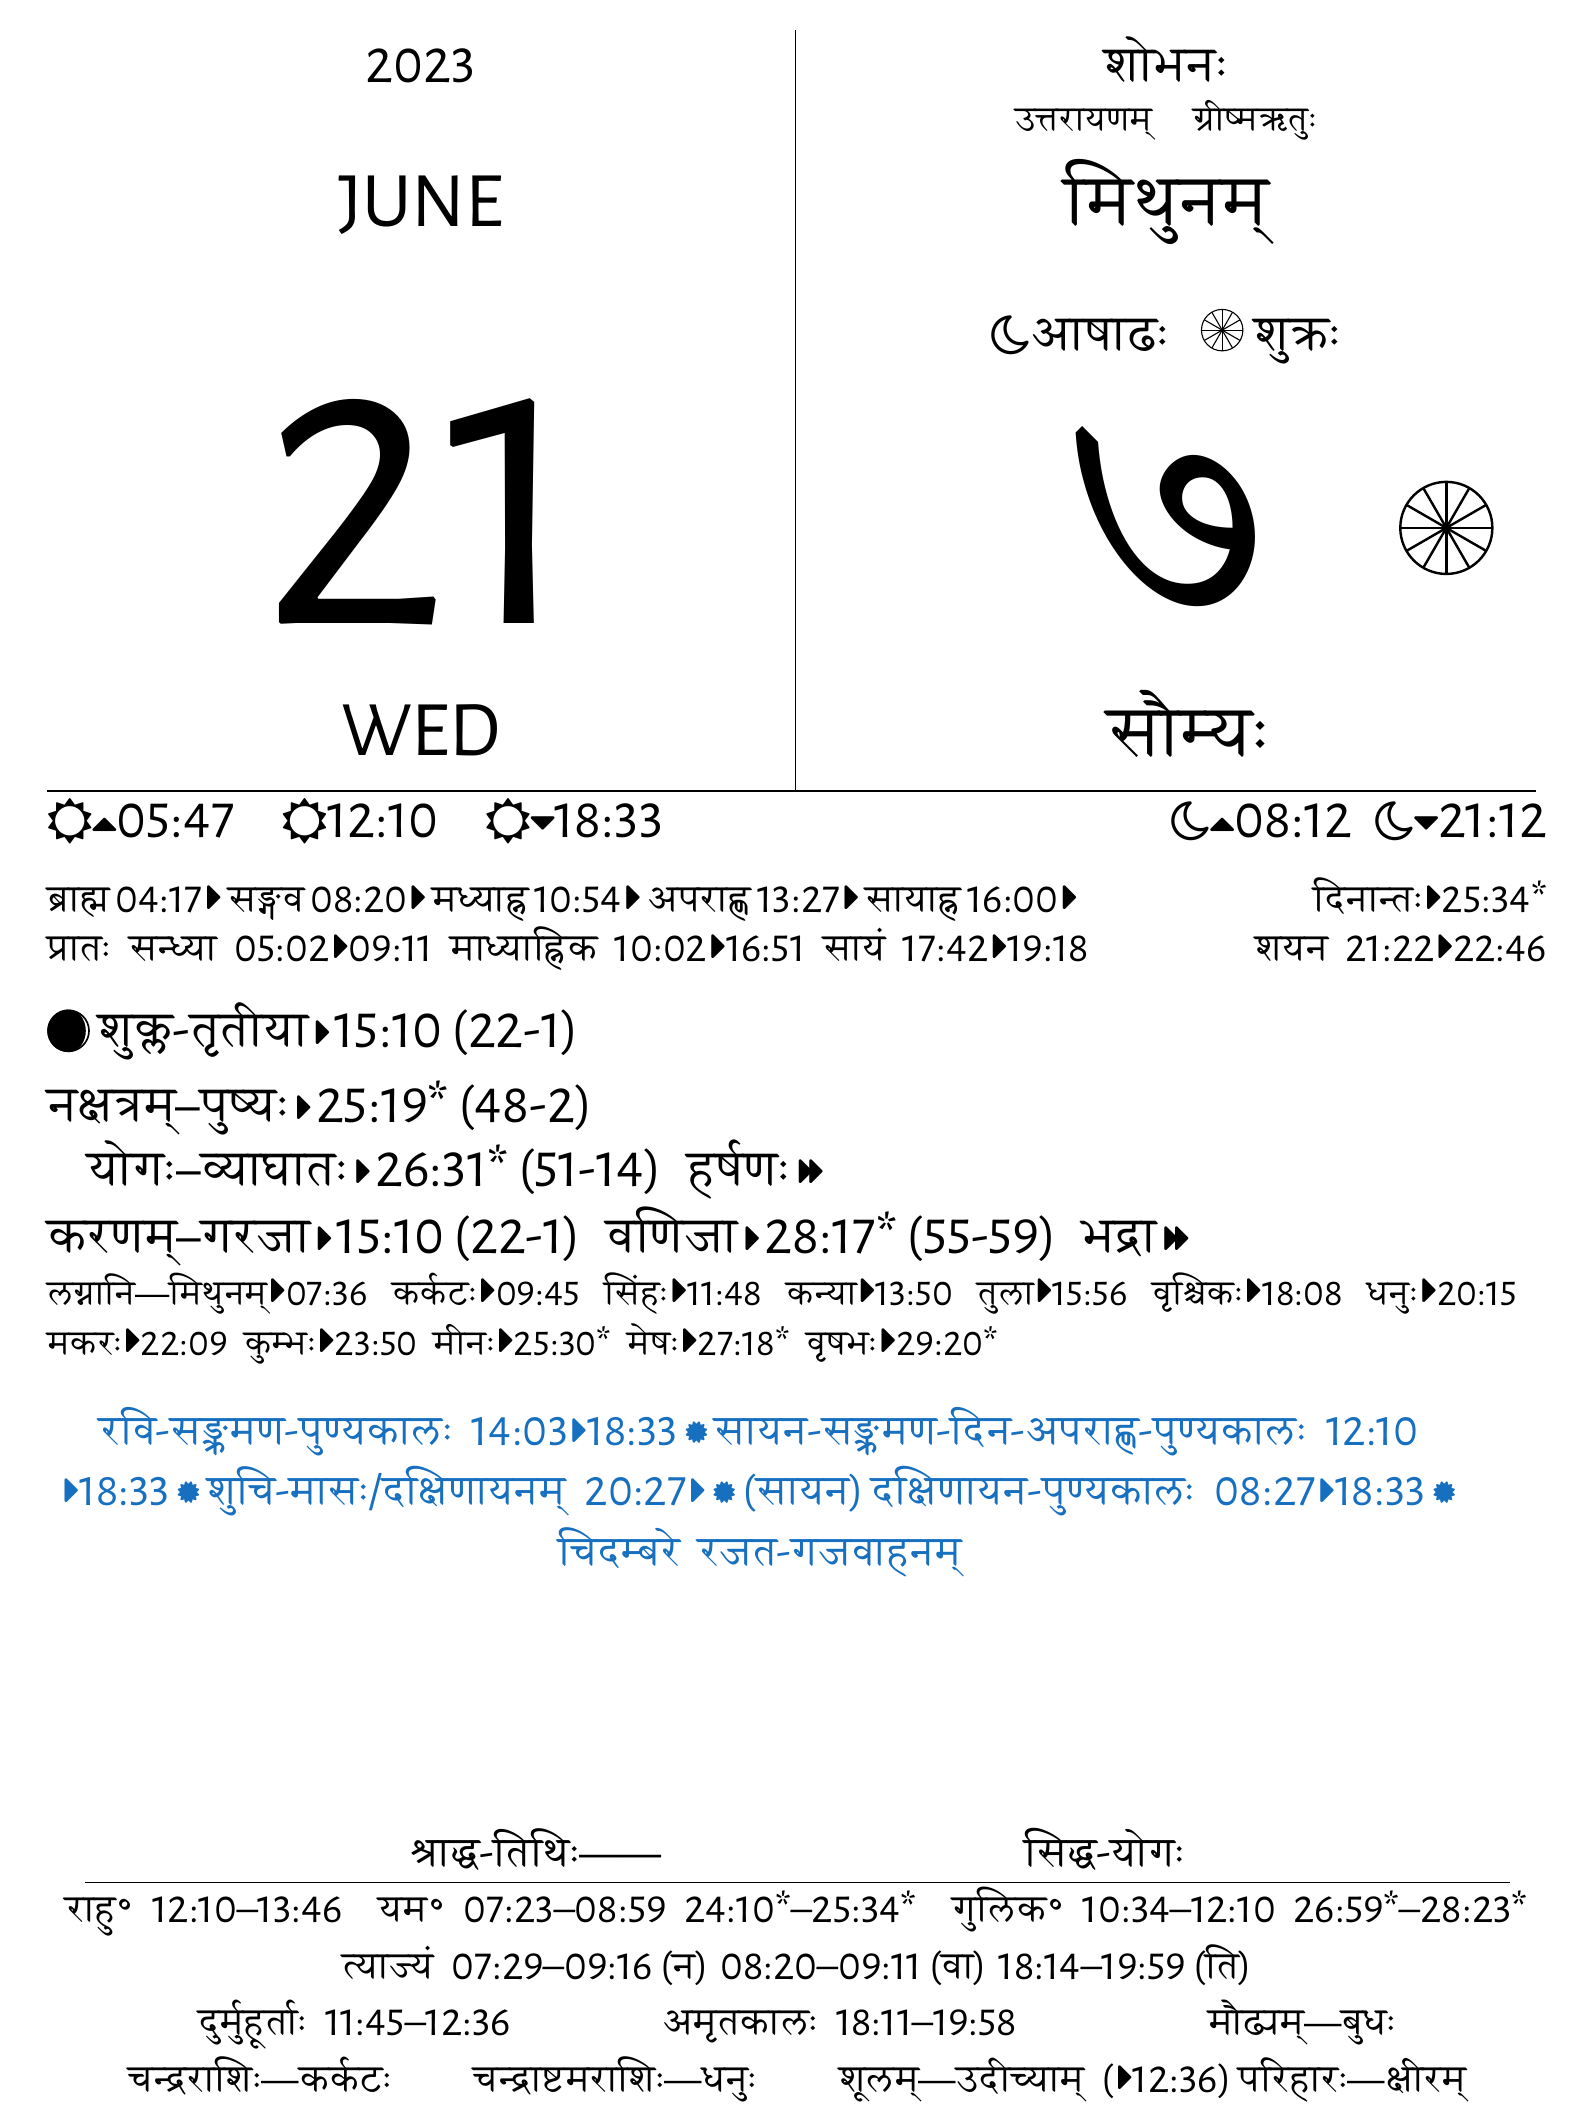 2023
JUNE
21
WED
शोभनः
उत्तरायणम् ग्रीष्मऋतुः
मिथुनम्
आषाढः शुक्रः
७
सौम्यः
05:47 12:10 18:33 08:12 21:12
ब्राह्म 04:17 सङ्गव 08:20 मध्याह्न 10:54 अपराह्ण 13:27 सायाह्न 16:00 दिनान्तः 25:34*
प्रातः सन्ध्या 05:02 09:11 माध्याह्निक 10:02 16:51 सायं 17:42 19:18 शयन 21:22 22:46
शुक्ल-तृतीया 15:10 (22-1)
नक्षत्रम्–पुष्यः 25:19* (48-2)
योगः–व्याघातः 26:31* (51-14) हर्षणः
करणम्–गरजा 15:10 (22-1) वणिजा 28:17* (55-59) भद्रा
लग्नानि—मिथुनम् 07:36 कर्कटः 09:45 सिंहः 11:48 कन्या 13:50 तुला 15:56 वृश्चिकः 18:08 धनुः 20:15
मकरः 22:09 कुम्भः 23:50 मीनः 25:30* मेषः 27:18* वृषभः 29:20*
रवि-सङ्क्रमण-पुण्यकालः 14:03 18:33 सायन-सङ्क्रमण-दिन-अपराह्ण-पुण्यकालः 12:10
18:33 शुचि-मासः/दक्षिणायनम् 20:27 (सायन) दक्षिणायन-पुण्यकालः 08:27 18:33
चिदम्बरे रजत-गजवाहनम्
श्राद्ध-तिथिः—— सिद्ध-योगः
राहु॰ 12:10–13:46 यम॰ 07:23–08:59 24:10*–25:34* गुलिक॰ 10:34–12:10 26:59*–28:23*
त्याज्यं 07:29–09:16 (न) 08:20–09:11 (वा) 18:14–19:59 (ति)
दुर्मुहूर्ताः 11:45–12:36 अमृतकालः 18:11–19:58 मौढ्यम्—बुधः
चन्द्रराशिः—कर्कटः चन्द्राष्टमराशिः—धनुः शूलम्—उदीच्याम् (12:36) परिहारः—क्षीरम्